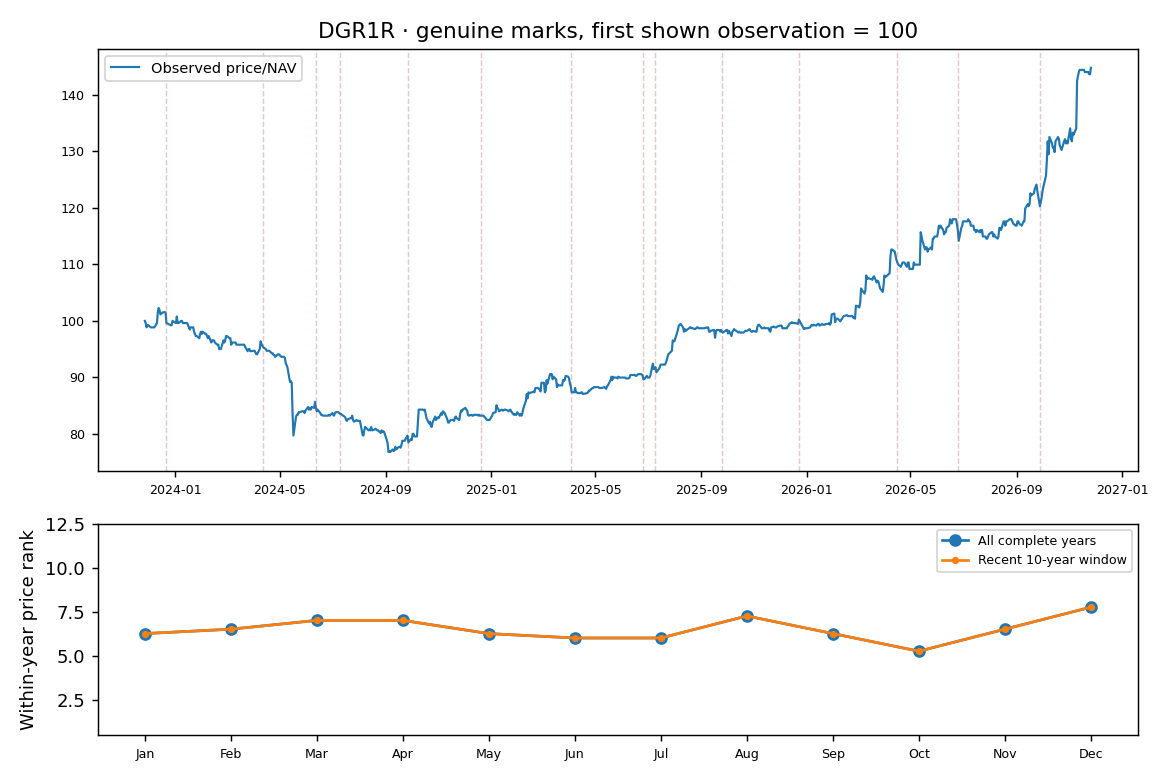 DGR1R · genuine marks, first shown observation = 100
Observed price/NAV
140
130
120
110
100
90
80
2024-01 2024-05 2024-09 2025-01 2025-05 2025-09 2026-01 2026-05 2026-09 2027-01
Within-year price rank
12.5
10.0
7.5
5.0
2.5
All complete years
Recent 10-year window
Jan Feb Mar Apr May Jun Jul Aug Sep Oct Nov Dec